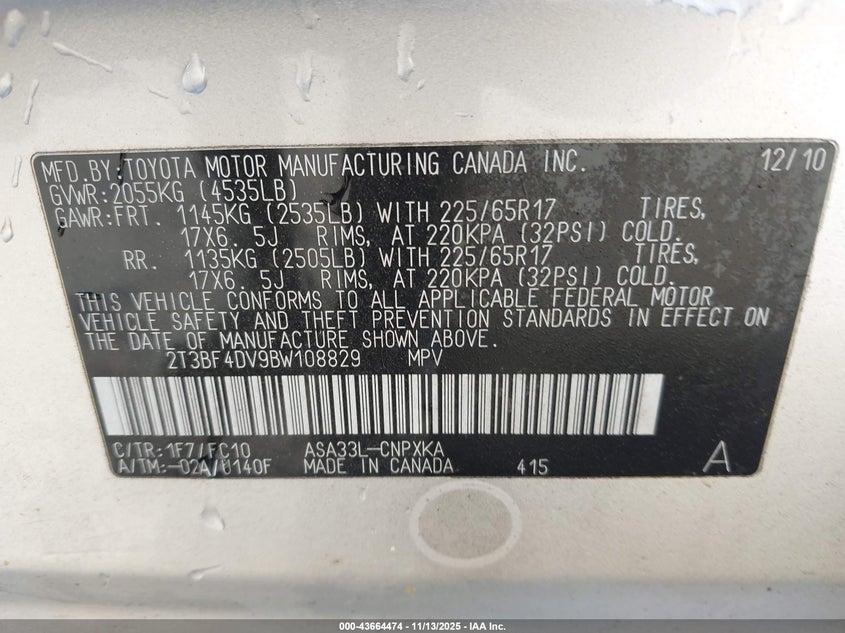 MFD.BY:TOYOTA MOTOR MANUFACTURING CANADA INC. 12/10
GVWR:2055KG (4535LB)
GAWR:FRT. 1145KG (2535LB) WITH 225/65R17 TIRES,
17X6. 5J RIMS, AT 220KPA (32PSI) COLD.
RR. 1135KG (2505LB) WITH 225/65R17 TIRES,
17X6. 5J RIMS, AT 220KPA (32PSI) COLD.
THIS VEHICLE CONFORMS TO ALL APPLICABLE FEDERAL MOTOR
VEHICLE SAFETY AND THEFT PREVENTION STANDARDS IN EFFECT ON
THE DATE OF MANUFACTURE SHOWN ABOVE.
2T3BF4DV9BW108829 MPV
C/TR:1F7/FC10 ASA33L-CNPXKA
A/TM:-02A/U140F MADE IN CANADA 415 A
000-43664474 - 11/13/2025 - IAA Inc.